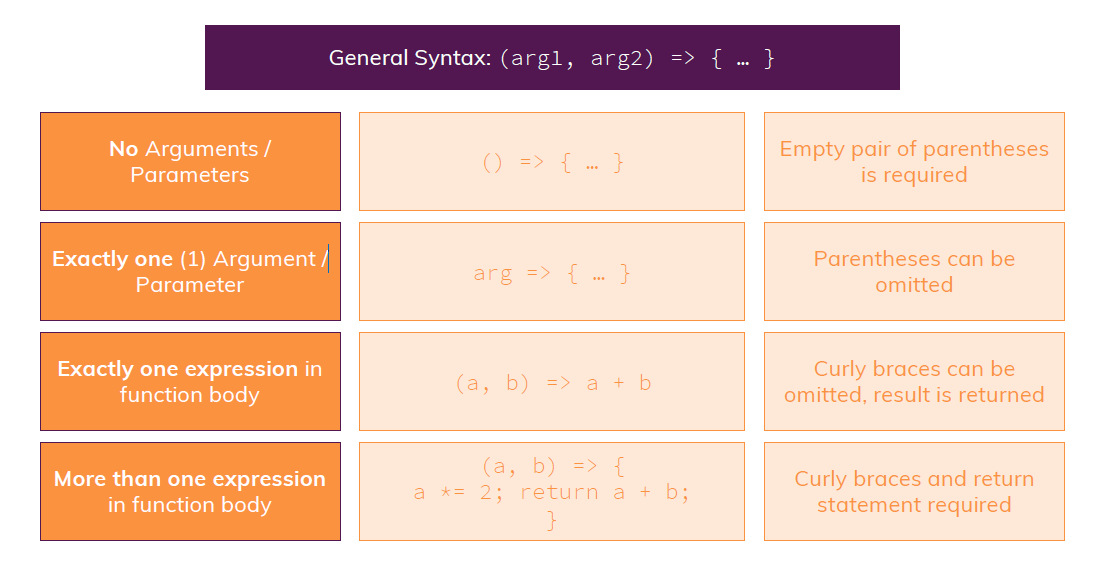 General Syntax: (arg1, arg2) => { … }
No Arguments /
Parameters
() => { … }
Empty pair of parentheses
is required
Exactly one (1) Argument /
Parameter
arg => { … }
Parentheses can be
omitted
Exactly one expression in
function body
(a, b) => a + b
Curly braces can be
omitted, result is returned
More than one expression
in function body
(a, b) => {
a *= 2; return a + b;
}
Curly braces and return
statement required